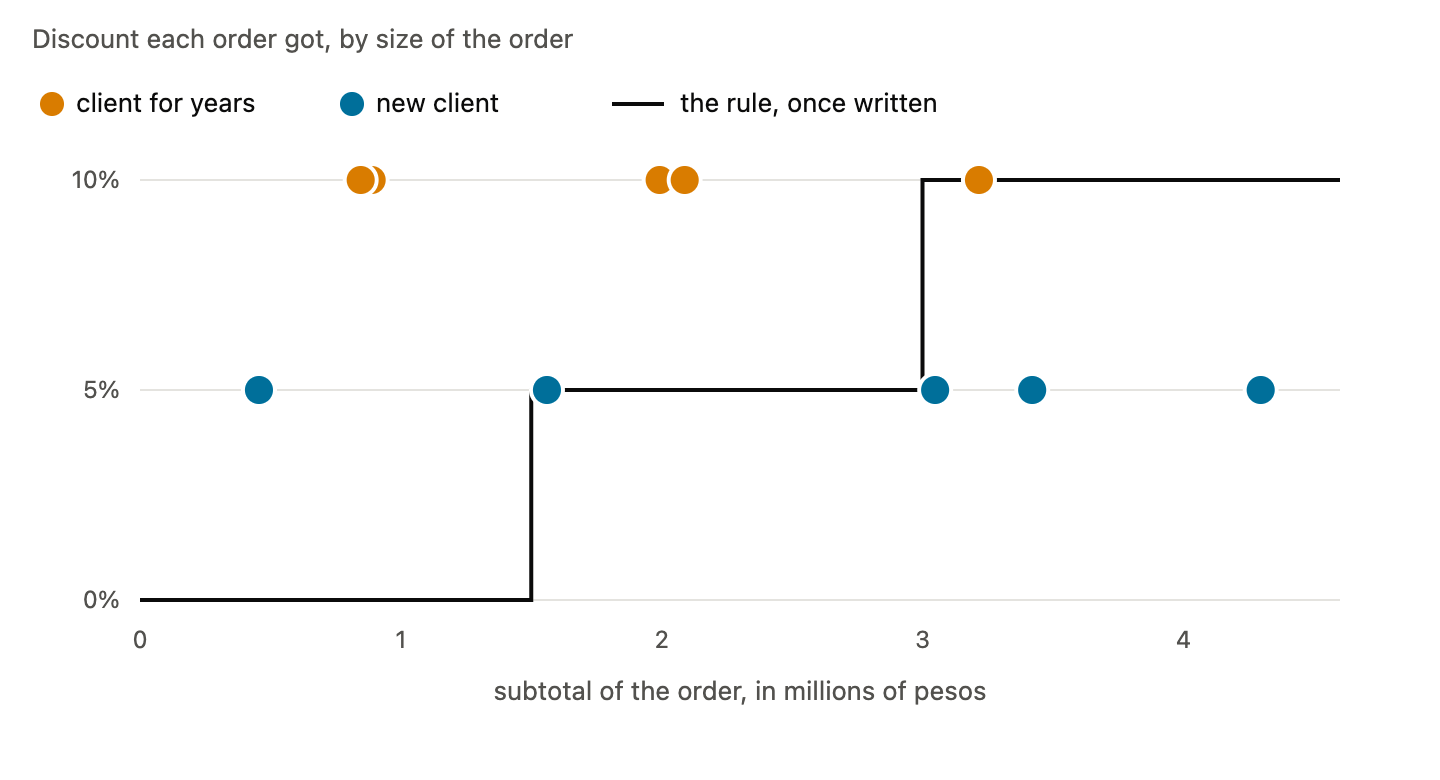 Discount each order got, by size of the order
client for years
new client
the rule, once written
10%
5%
0%
0 1 2 3 4
subtotal of the order, in millions of pesos